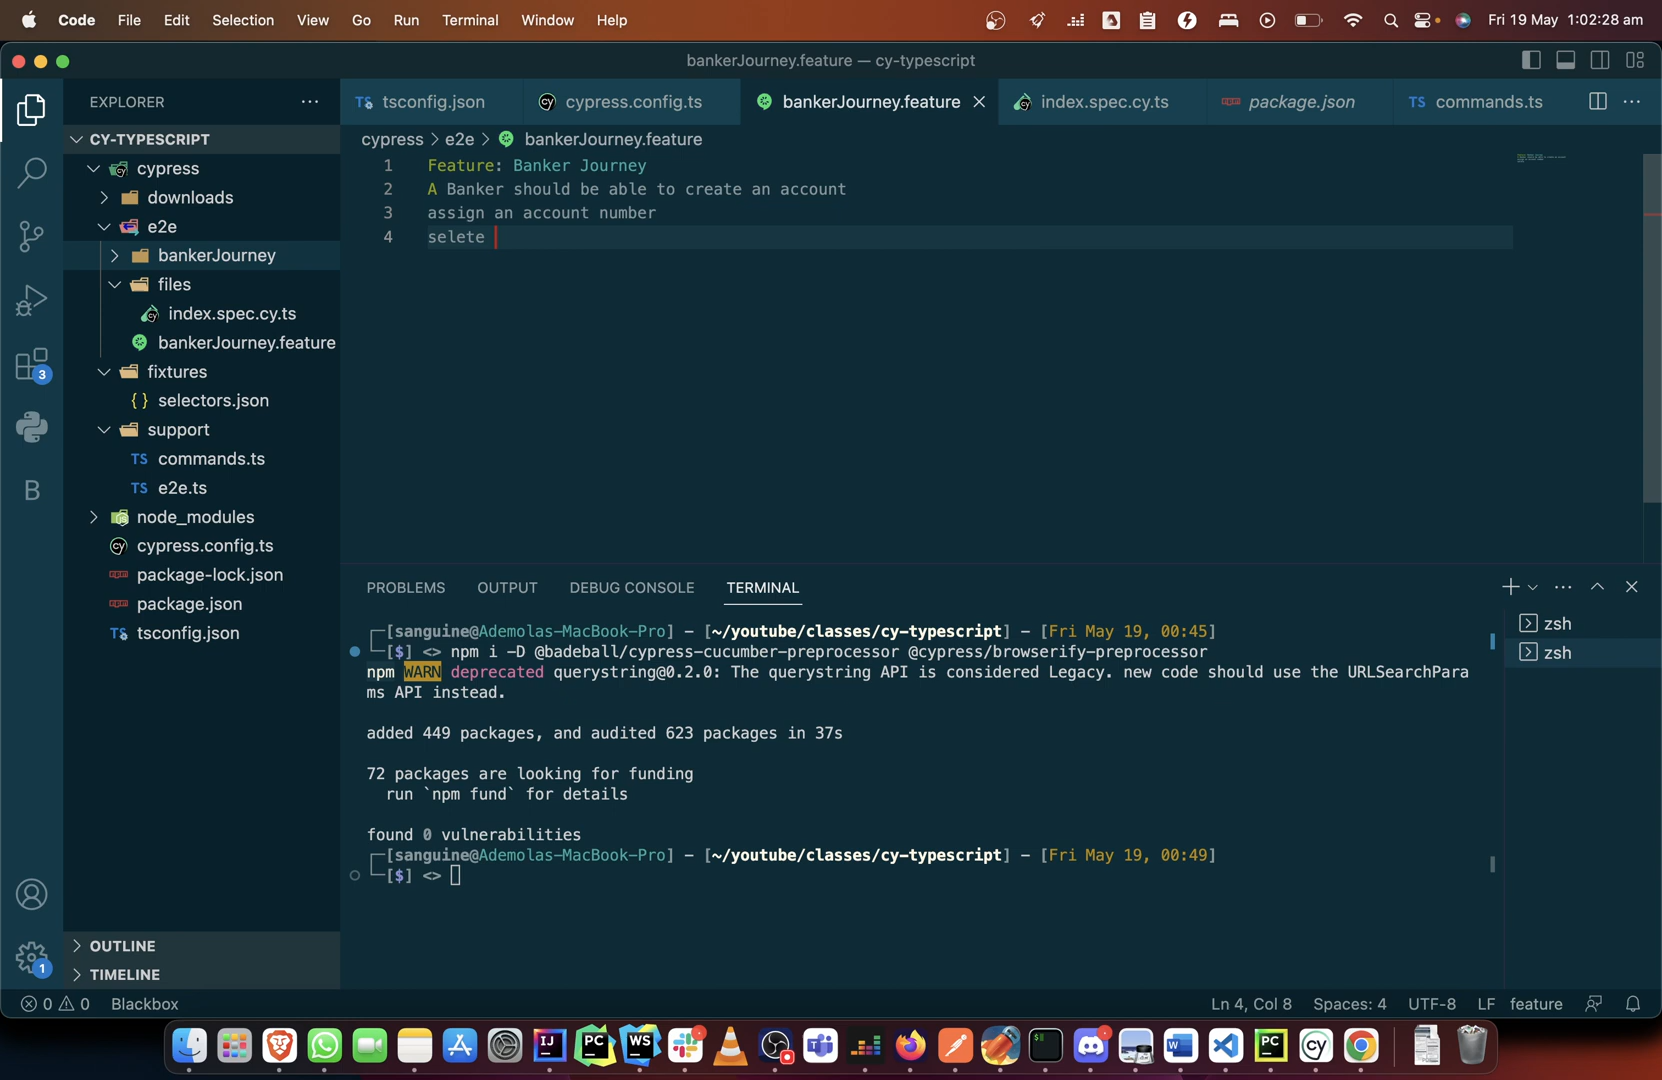 Code File Edit Selection View Go Run Terminal Window Help Fri 19 May 1:02:28 am
bankerJourney.feature — cy-typescript
EXPLORER
tsconfig.json
cypress.config.ts
bankerJourney.feature
index.spec.cy.ts
package.json
commands.ts
CY-TYPESCRIPT
cypress
downloads
e2e
bankerJourney
files
index.spec.cy.ts
bankerJourney.feature
fixtures
selectors.json
support
commands.ts
e2e.ts
node_modules
cypress.config.ts
package-lock.json
package.json
tsconfig.json
OUTLINE
TIMELINE
cypress > e2e > bankerJourney.feature
1 Feature: Banker Journey
2 A Banker should be able to create an account
3 assign an account number
4 selete
PROBLEMS OUTPUT DEBUG CONSOLE TERMINAL
[sanguine@Ademolas-MacBook-Pro] - [~/youtube/classes/cy-typescript] - [Fri May 19, 00:45]
[$] <> npm i -D @badeball/cypress-cucumber-preprocessor @cypress/browserify-preprocessor
npm WARN deprecated querystring@0.2.0: The querystring API is considered Legacy. new code should use the URLSearchPara
ms API instead.
added 449 packages, and audited 623 packages in 37s
72 packages are looking for funding
run `npm fund` for details
found 0 vulnerabilities
[sanguine@Ademolas-MacBook-Pro] - [~/youtube/classes/cy-typescript] - [Fri May 19, 00:49]
[$] <>
zsh
zsh
0 0 Blackbox Ln 4, Col 8 Spaces: 4 UTF-8 LF feature